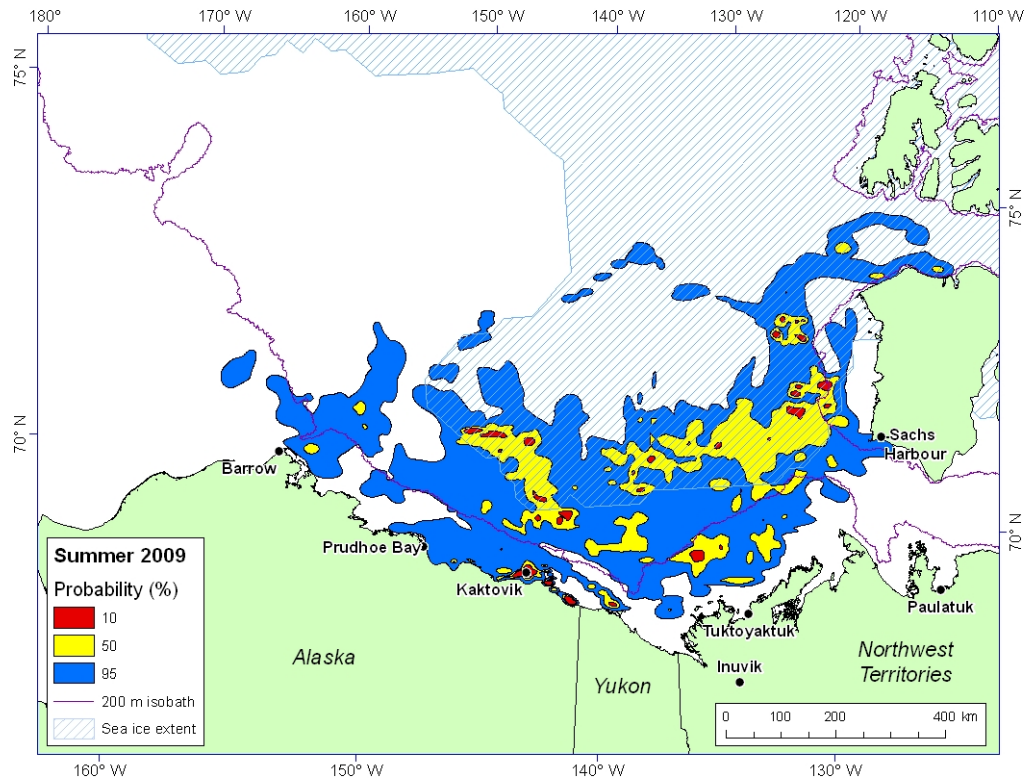 180° 170° W 160° W 150° W 140° W 130° W 120° W 110° W
75° N
75° N
70° N
70° N
Sachs
Harbour
Barrow
Prudhoe Bay
Kaktovik
Tuktoyaktuk
Paulatuk
Inuvik
Alaska
Yukon
Northwest
Territories
Summer 2009
Probability (%)
10
50
95
200 m isobath
Sea ice extent
0 100 200 400 km
160° W 150° W 140° W 130° W